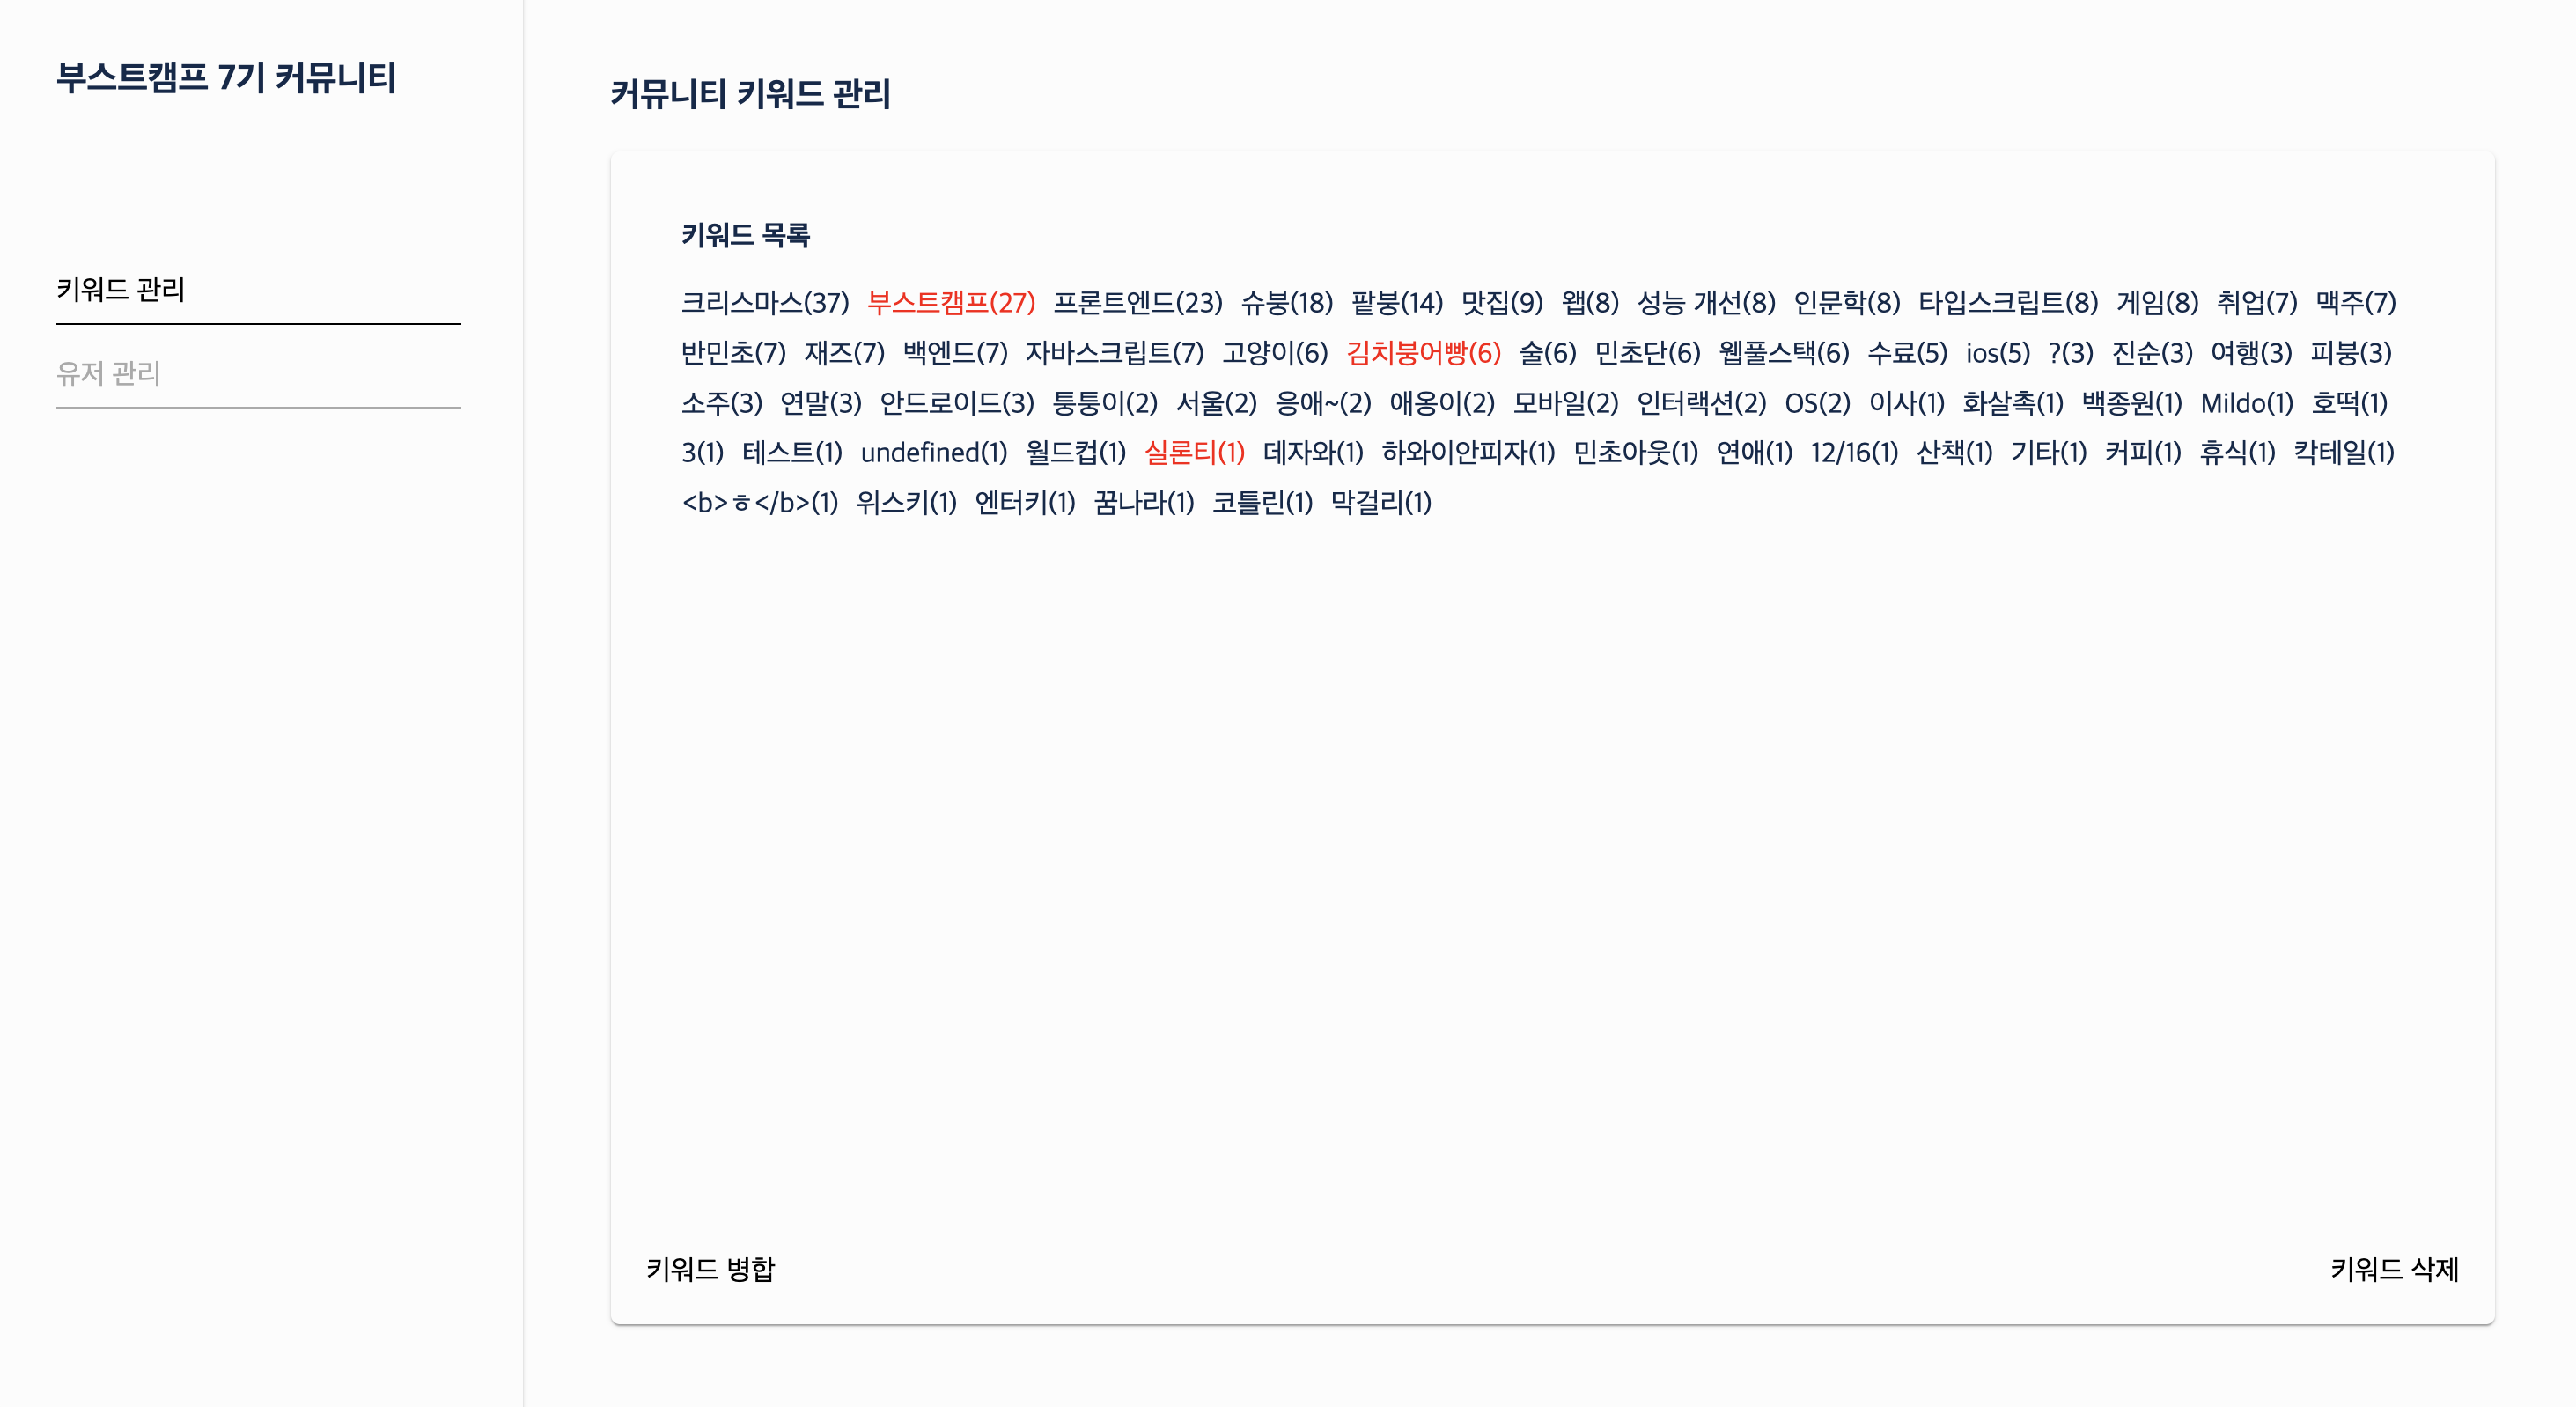 부스트캠프 7기 커뮤니티
키워드 관리
유저 관리
커뮤니티 키워드 관리
키워드 목록
크리스마스(37) 부스트캠프(27) 프론트엔드(23) 슈붕(18) 팥붕(14) 맛집(9) 왭(8) 성능 개선(8) 인문학(8) 타입스크립트(8) 게임(8) 취업(7) 맥주(7)
반민초(7) 재즈(7) 백엔드(7) 자바스크립트(7) 고양이(6) 김치붕어빵(6) 술(6) 민초단(6) 웹풀스택(6) 수료(5) ios(5) ?(3) 진순(3) 여행(3) 피붕(3)
소주(3) 연말(3) 안드로이드(3) 퉁퉁이(2) 서울(2) 응애~(2) 애옹이(2) 모바일(2) 인터랙션(2) OS(2) 이사(1) 화살촉(1) 백종원(1) Mildo(1) 호떡(1)
3(1) 테스트(1) undefined(1) 월드컵(1) 실론티(1) 데자와(1) 하와이안피자(1) 민초아웃(1) 연애(1) 12/16(1) 산책(1) 기타(1) 커피(1) 휴식(1) 칵테일(1)
<b>ㅎ</b>(1) 위스키(1) 엔터키(1) 꿈나라(1) 코틀린(1) 막걸리(1)
키워드 병합
키워드 삭제